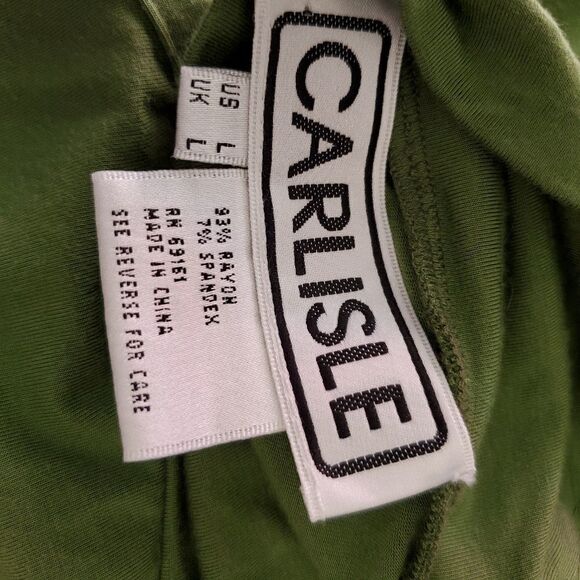 CARLISLE
US L
UK L
93% RAYON
7% SPANDEX
RN 69161
MADE IN CHINA
SEE REVERSE FOR CARE